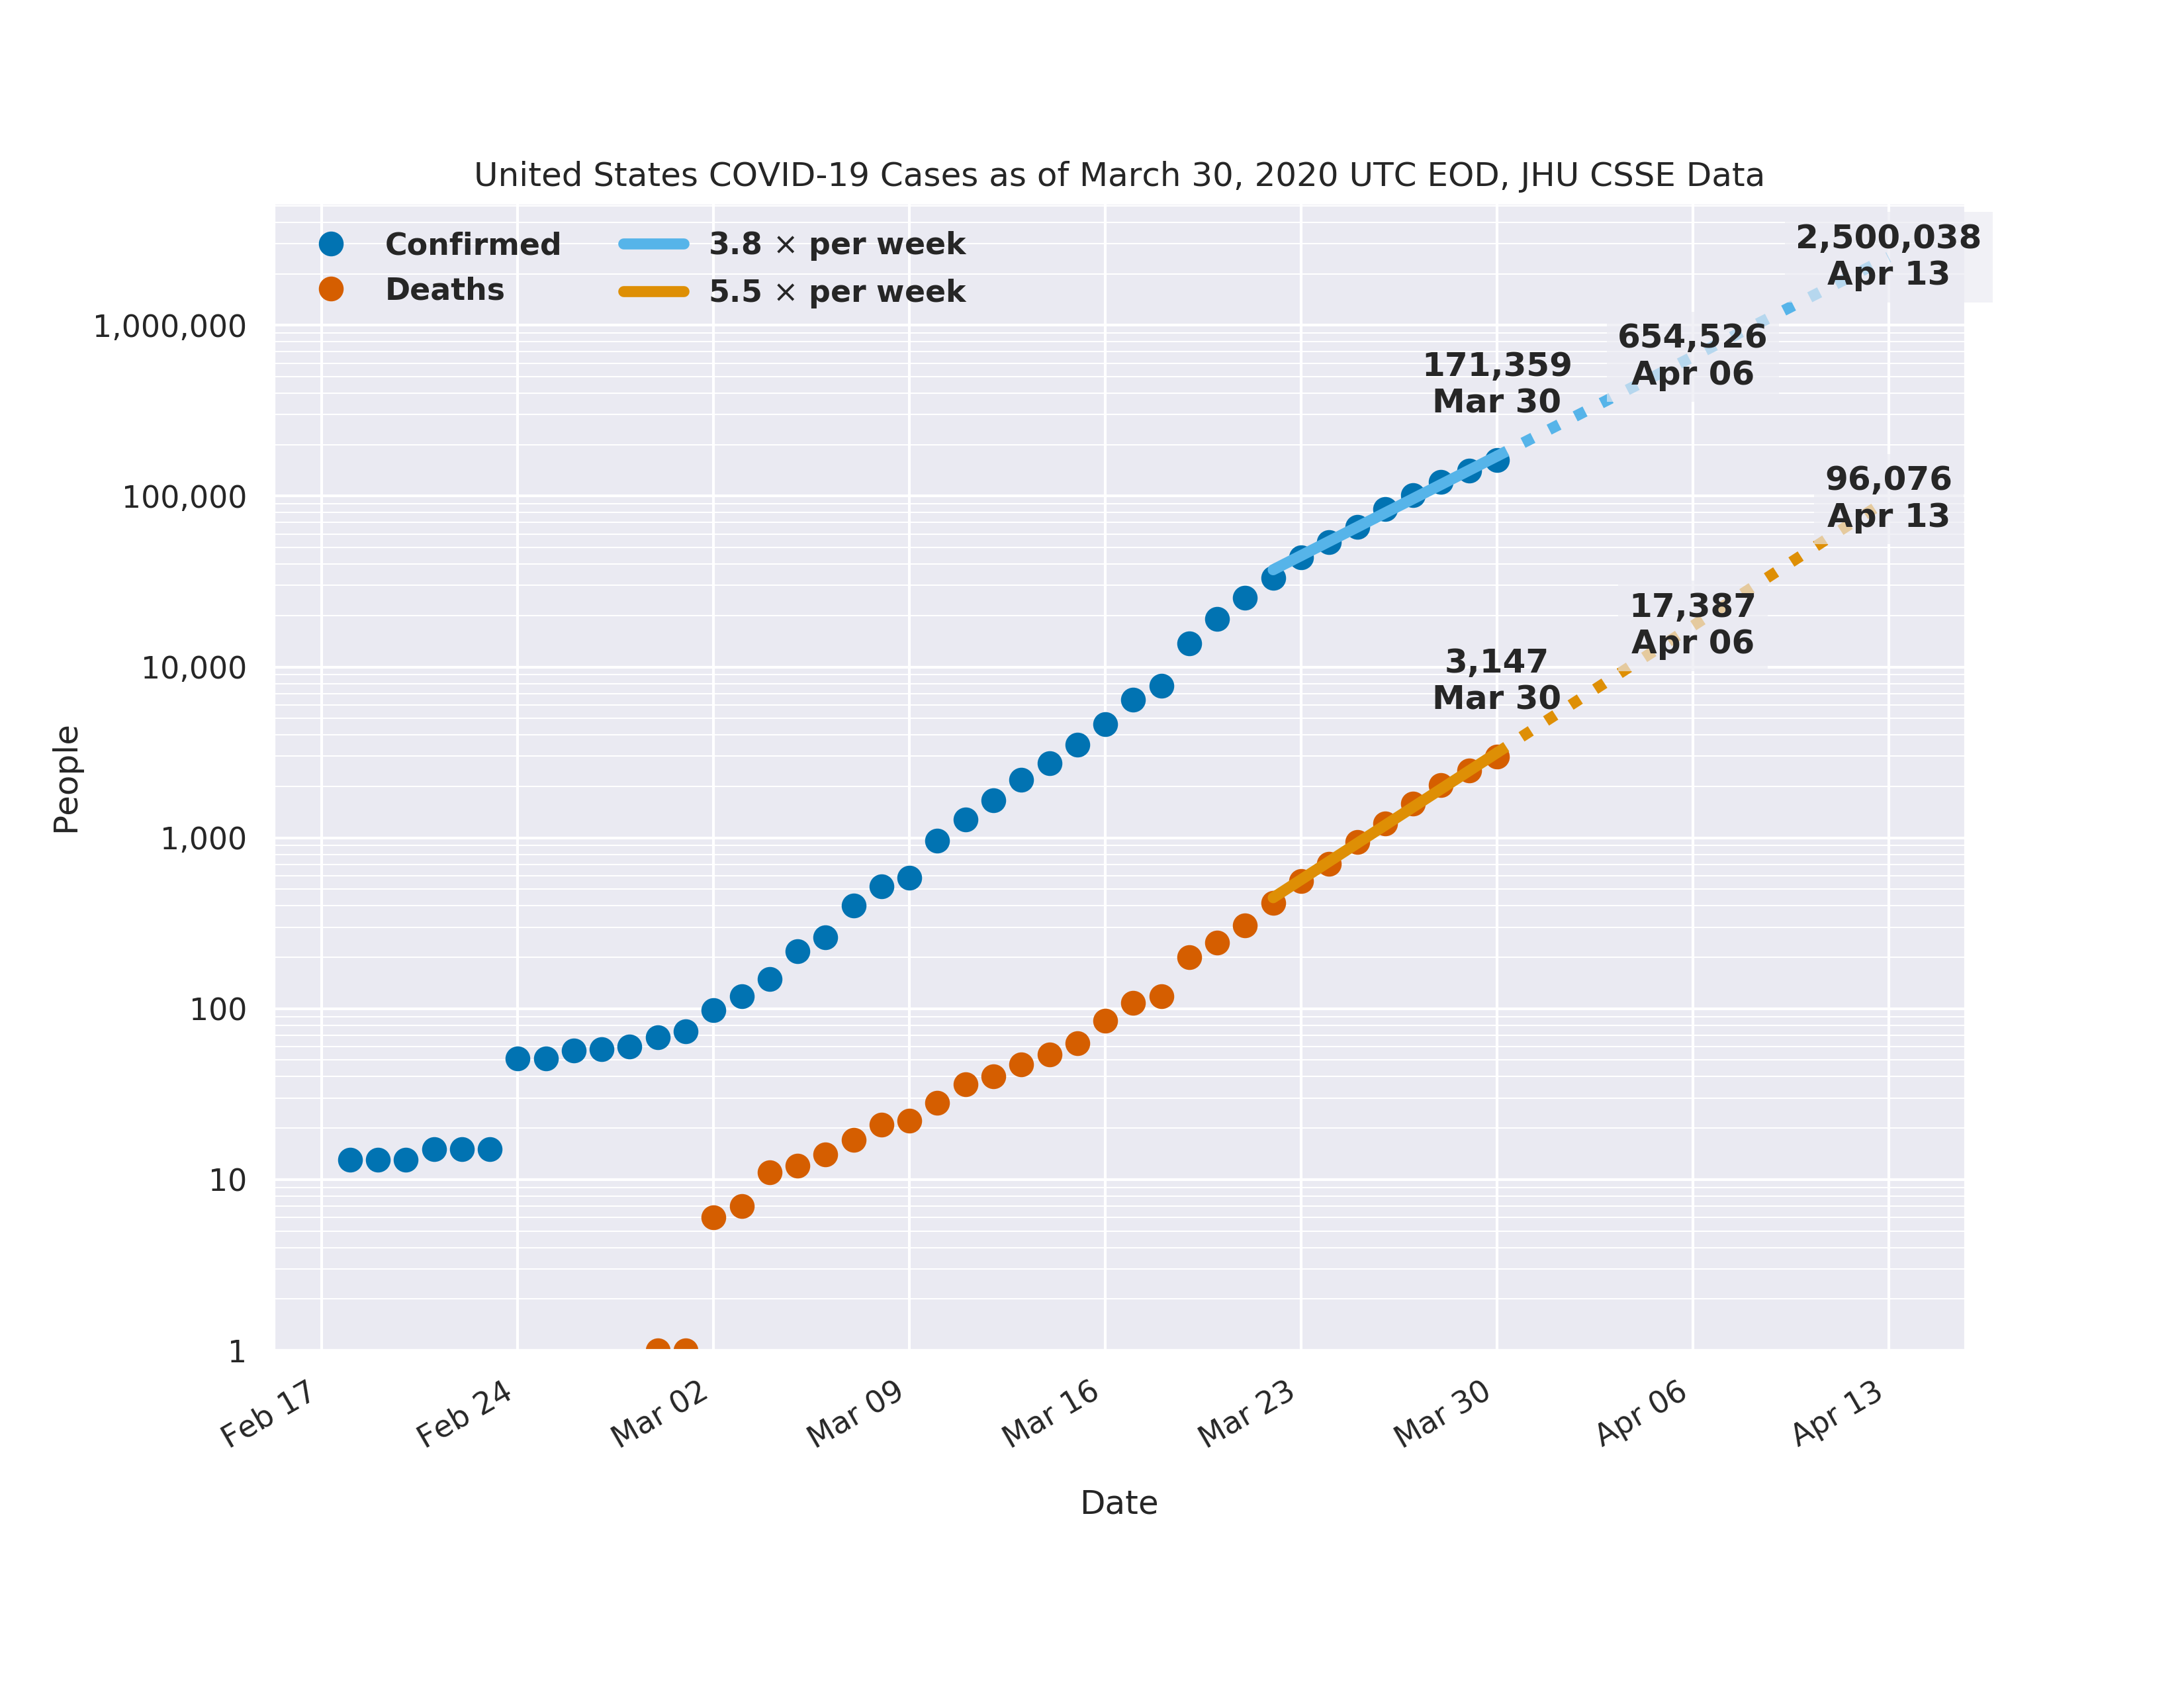 United States COVID-19 Cases as of March 30, 2020 UTC EOD, JHU CSSE Data
Confirmed
Deaths
3.8 × per week
5.5 × per week
2,500,038
Apr 13
654,526
Apr 06
171,359
Mar 30
96,076
Apr 13
17,387
Apr 06
3,147
Mar 30
1,000,000
100,000
10,000
1,000
100
10
1
People
Feb 17
Feb 24
Mar 02
Mar 09
Mar 16
Mar 23
Mar 30
Apr 06
Apr 13
Date